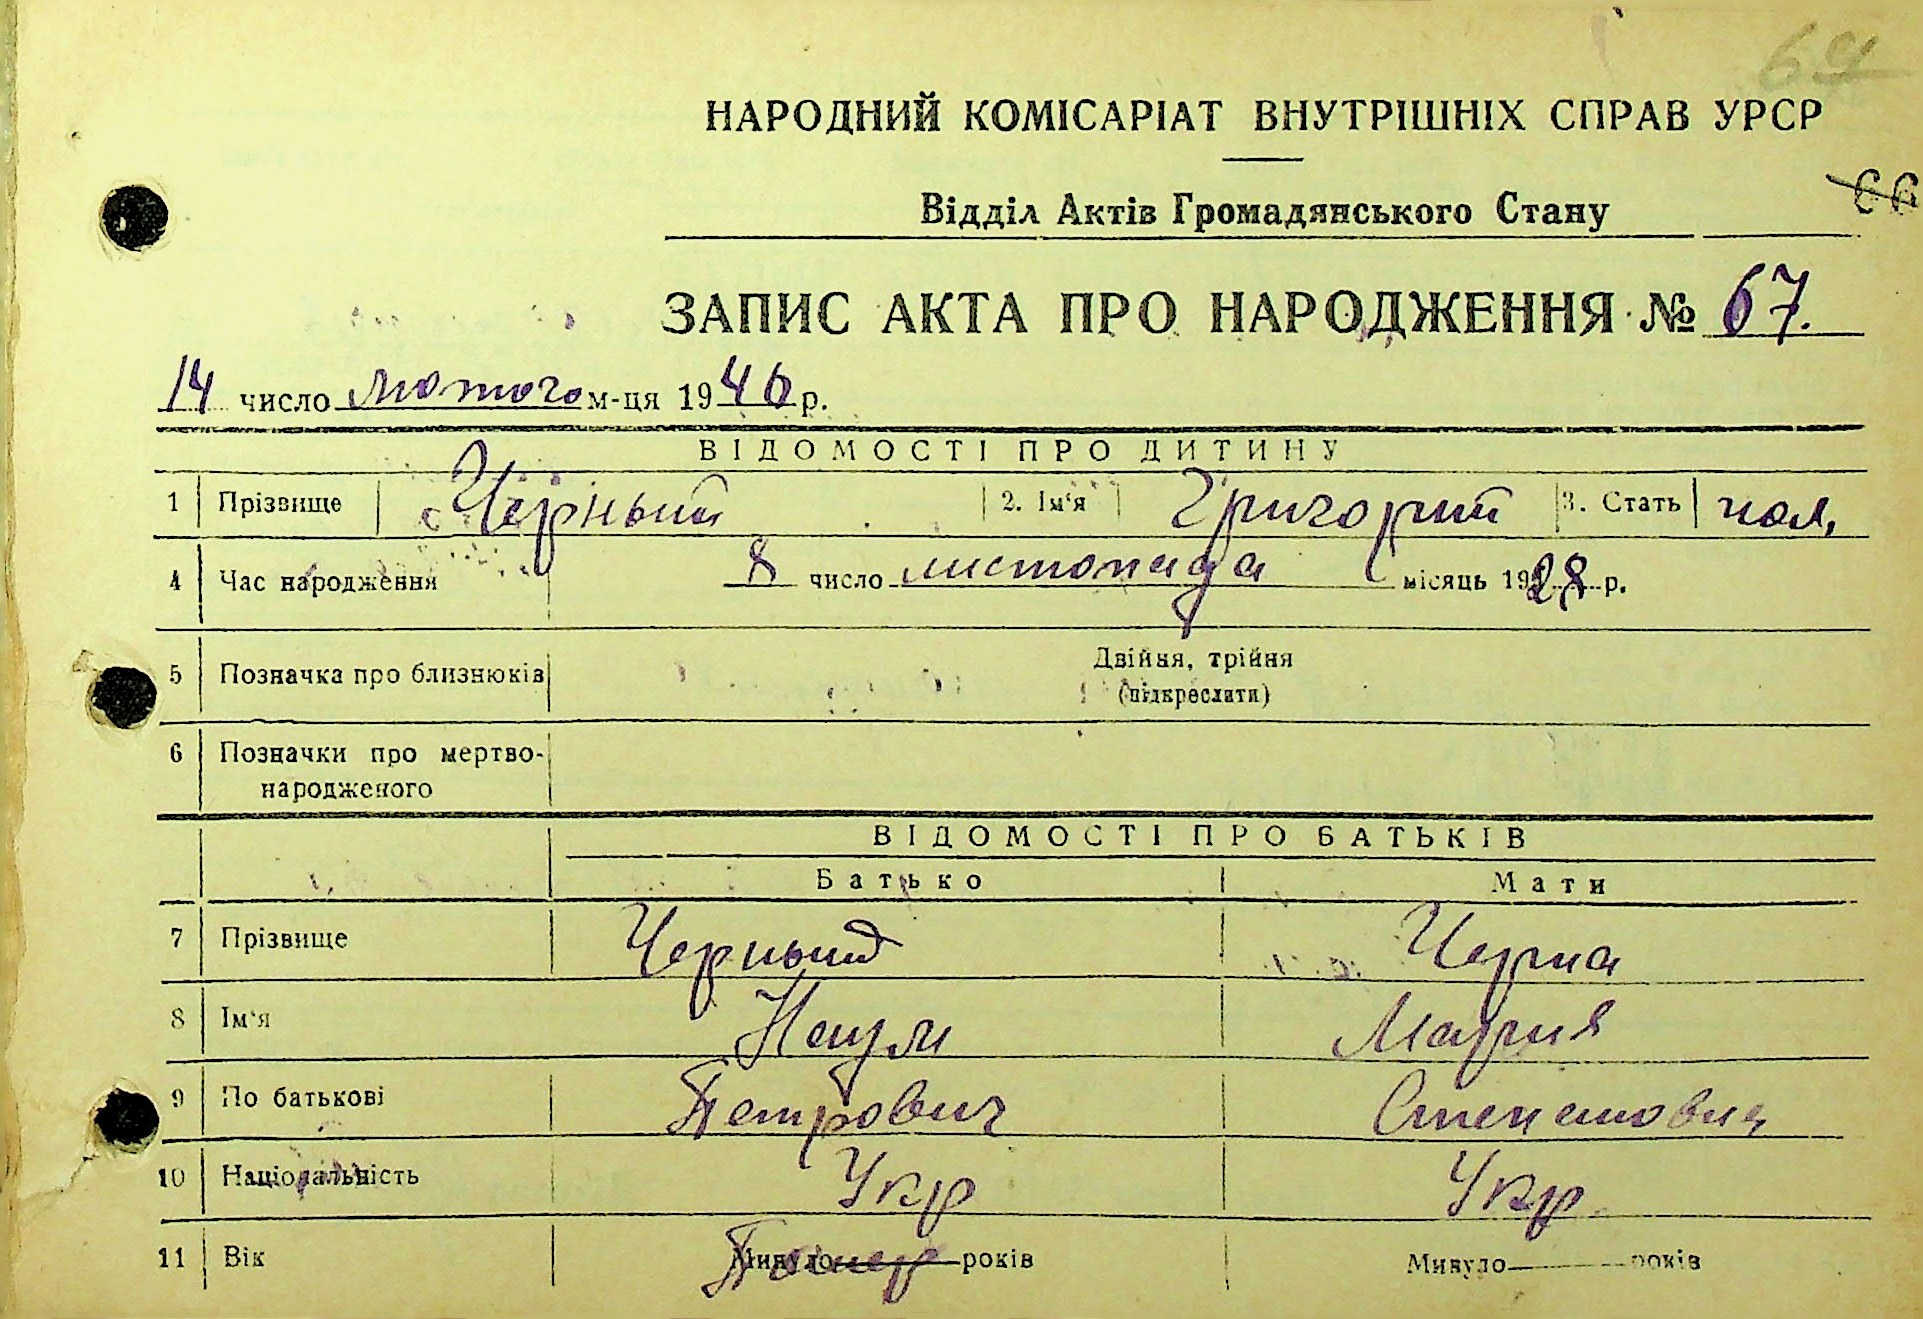 69
НАРОДНИЙ КОМІСАРІАТ ВНУТРІШНІХ СПРАВ УРСР
66
Відділ Актів Громадянського Стану
ЗАПИС АКТА ПРО НАРОДЖЕННЯ № 67.
14 число лютого м-ця 1946 р.
ВІДОМОСТІ ПРО ДИТИНУ
1 Прізвище Черный 2. Ім'я Григорий 3. Стать чол.
4 Час народження 8 число листопада місяць 1928 р.
5 Позначка про близнюків Двійня, трійня
(підкреслити)
6 Позначки про мертво-
народженого
ВІДОМОСТІ ПРО БАТЬКІВ
Батько Мати
7 Прізвище Черный Черна
8 Ім'я Наум Мария
9 По батькові Петрович Степановна
10 Національність Укр Укр
11 Вік Минуло років Минуло років